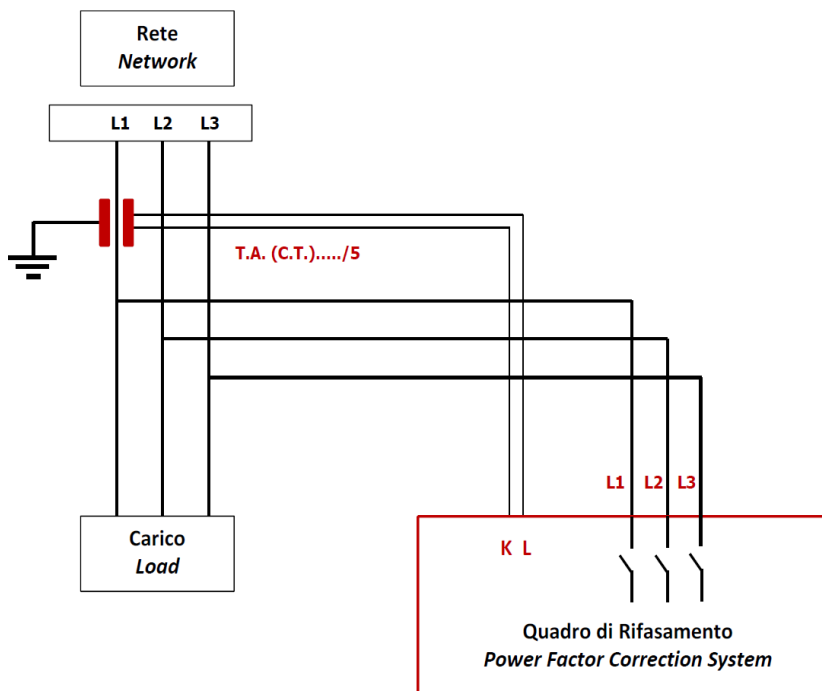 Rete
Network
L1 L2 L3
T.A. (C.T.)...../5
L1 L2 L3
K L
Carico
Load
Quadro di Rifasamento
Power Factor Correction System